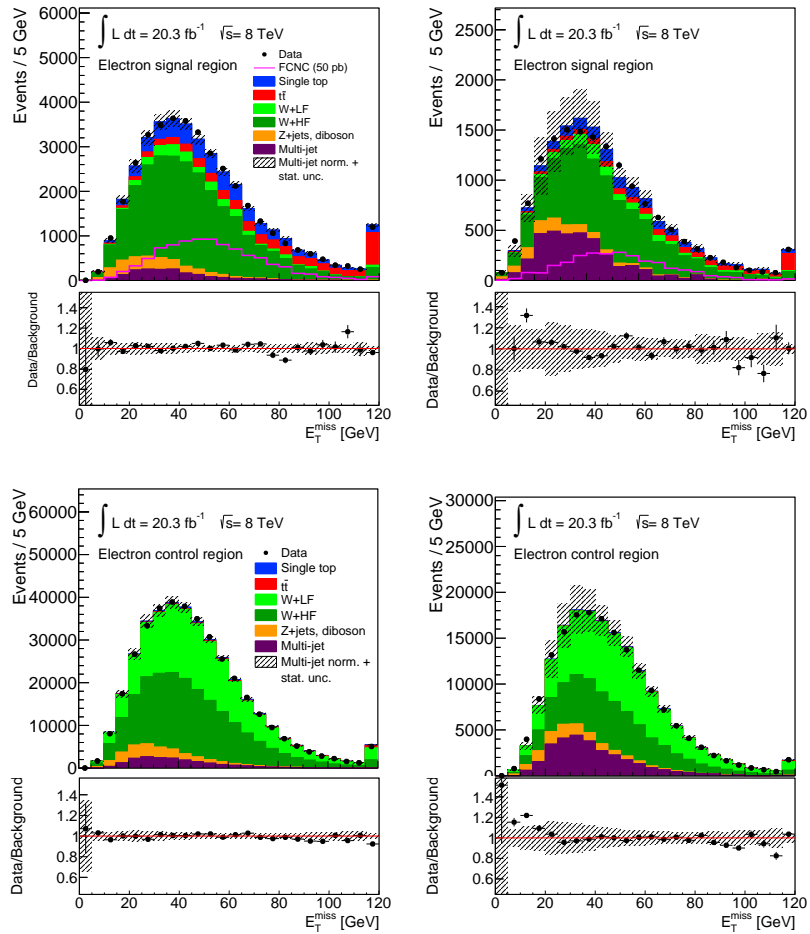 Events / 5 GeV
6000
5000
4000
3000
2000
1000
0
∫ L dt = 20.3 fb⁻¹ √s= 8 TeV
Electron signal region
Data
FCNC (50 pb)
Single top
tt̄
W+LF
W+HF
Z+jets, diboson
Multi-jet
Multi-jet norm. +
stat. unc.
Data/Background
1.4
1.2
1
0.8
0.6
0 20 40 60 80 100 120
E_T^miss [GeV]
Events / 5 GeV
2500
2000
1500
1000
500
0
∫ L dt = 20.3 fb⁻¹ √s= 8 TeV
Electron signal region
Data/Background
1.4
1.2
1
0.8
0.6
0 20 40 60 80 100 120
E_T^miss [GeV]
Events / 5 GeV
60000
50000
40000
30000
20000
10000
0
∫ L dt = 20.3 fb⁻¹ √s= 8 TeV
Electron control region
Data
Single top
tt̄
W+LF
W+HF
Z+jets, diboson
Multi-jet
Multi-jet norm. +
stat. unc.
Data/Background
1.4
1.2
1
0.8
0.6
0 20 40 60 80 100 120
E_T^miss [GeV]
Events / 5 GeV
30000
25000
20000
15000
10000
5000
0
∫ L dt = 20.3 fb⁻¹ √s= 8 TeV
Electron control region
Data/Background
1.4
1.2
1
0.8
0.6
0 20 40 60 80 100 120
E_T^miss [GeV]